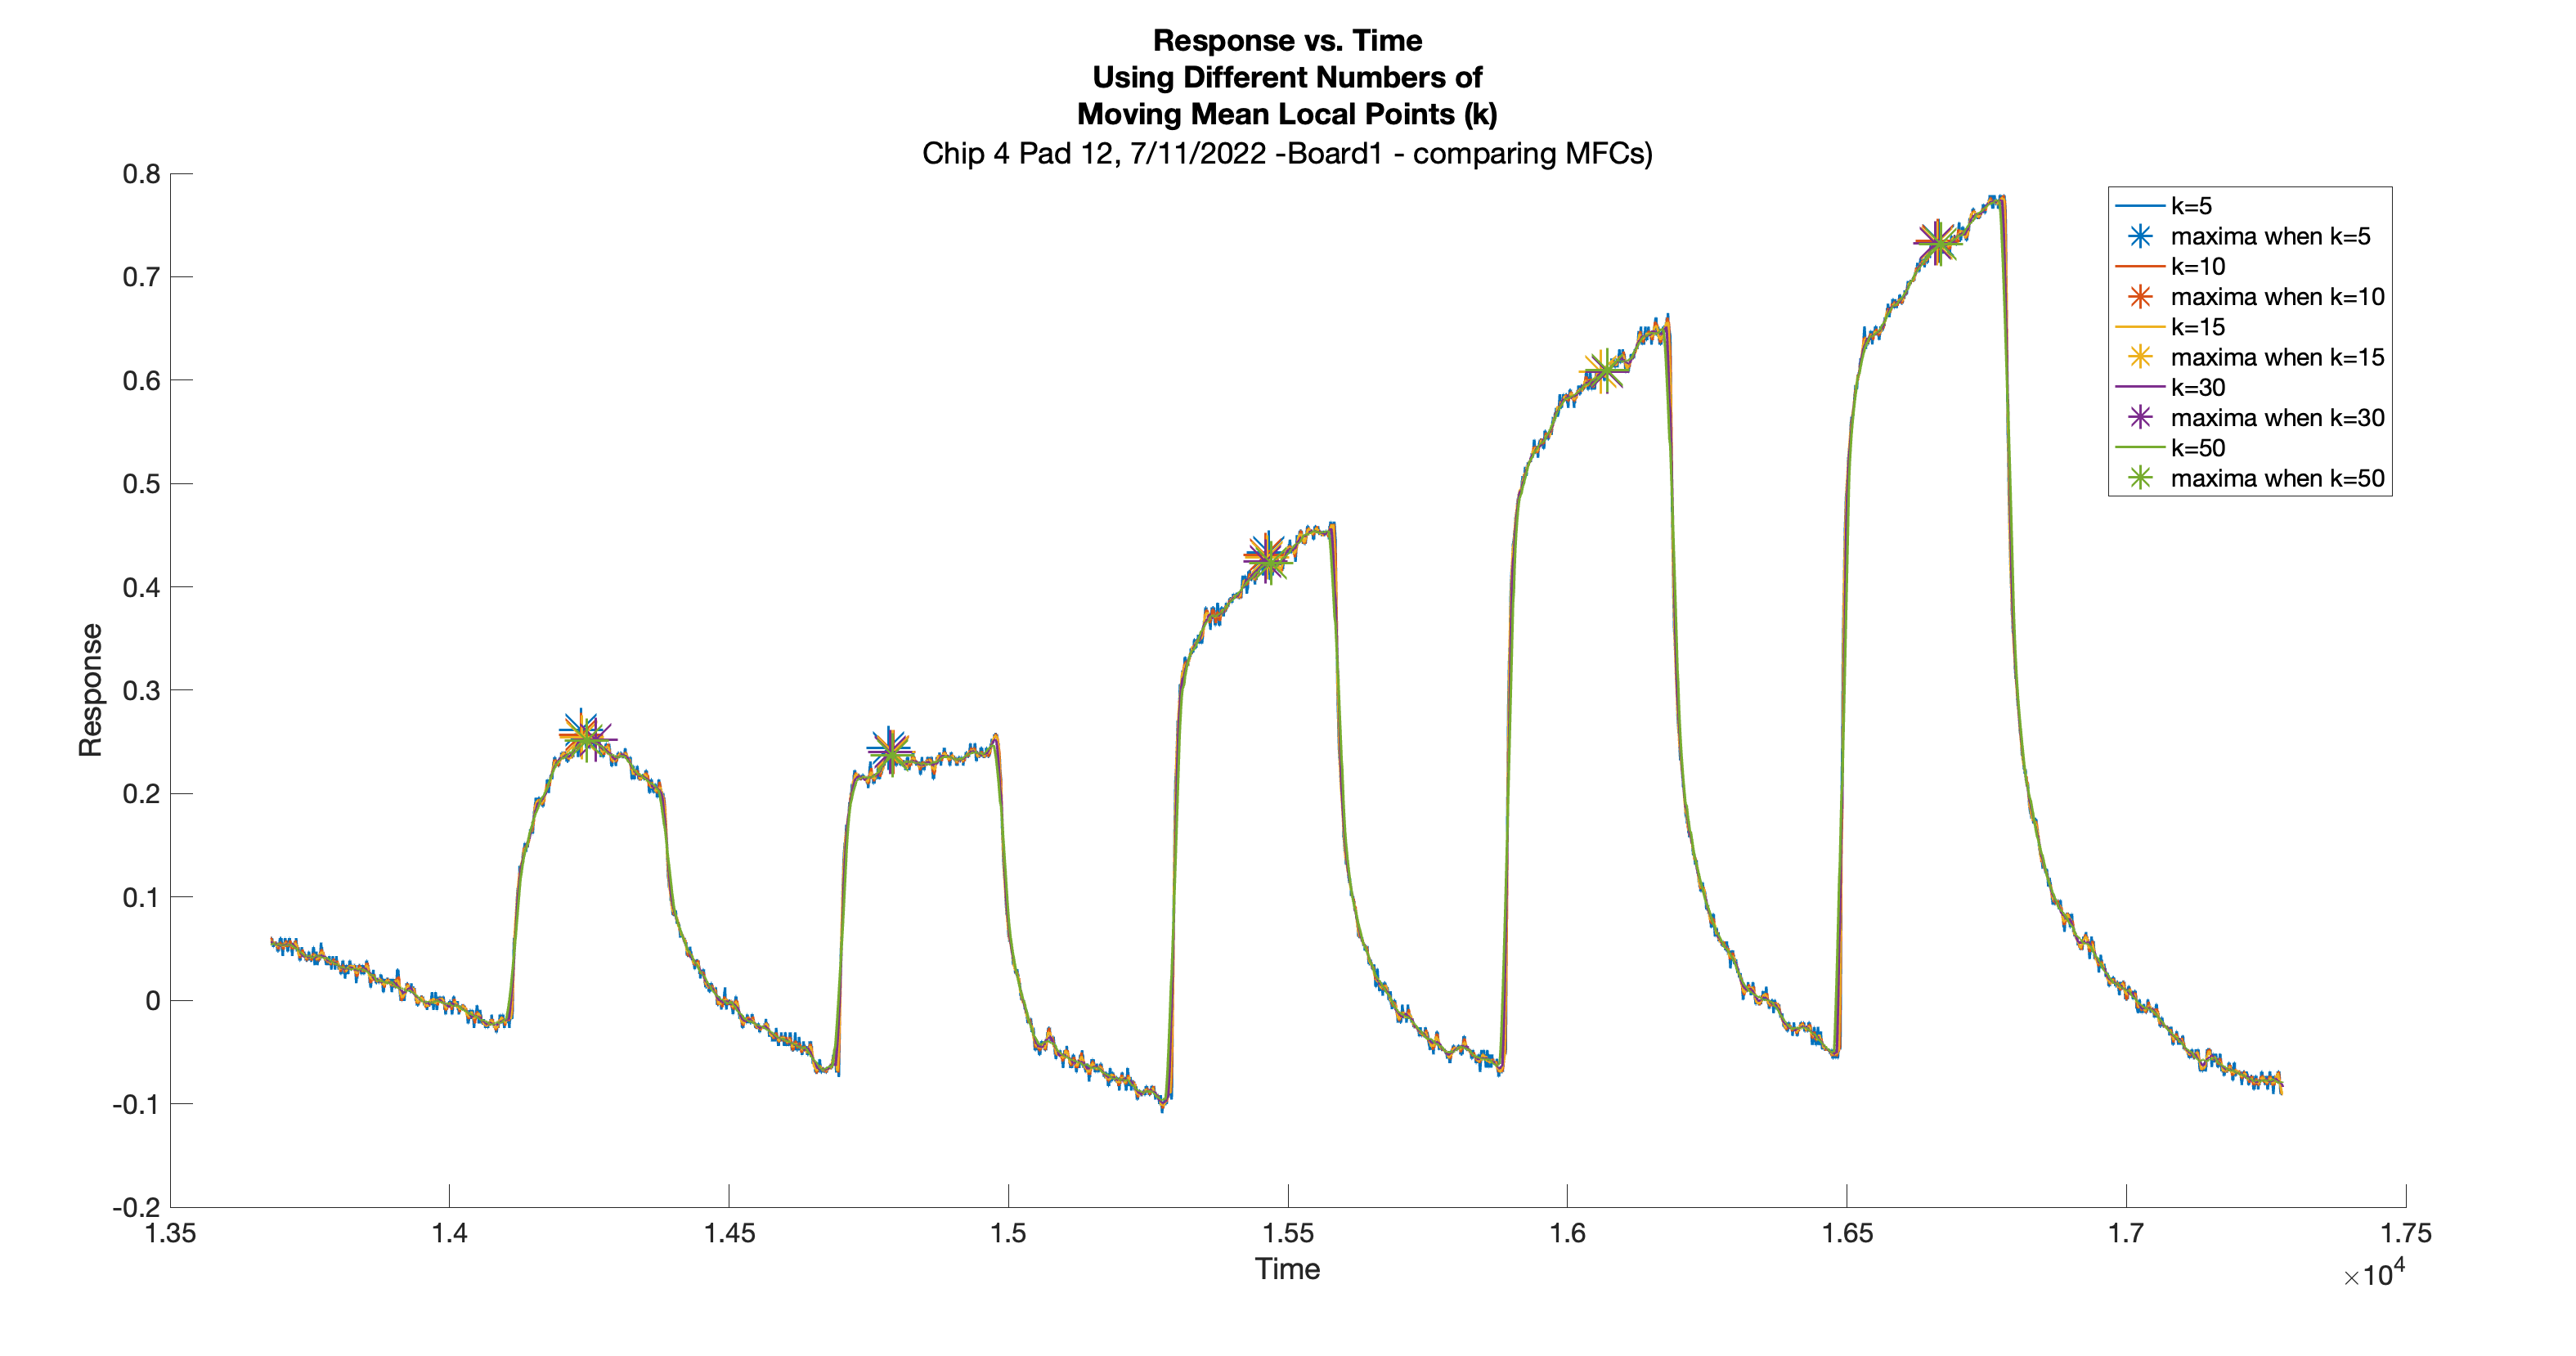 Response vs. Time
Using Different Numbers of
Moving Mean Local Points (k)
Chip 4 Pad 12, 7/11/2022 -Board1 - comparing MFCs)
Response
0.8
0.7
0.6
0.5
0.4
0.3
0.2
0.1
0
-0.1
-0.2
k=5
maxima when k=5
k=10
maxima when k=10
k=15
maxima when k=15
k=30
maxima when k=30
k=50
maxima when k=50
1.35 1.4 1.45 1.5 1.55 1.6 1.65 1.7 1.75
Time
×10⁴